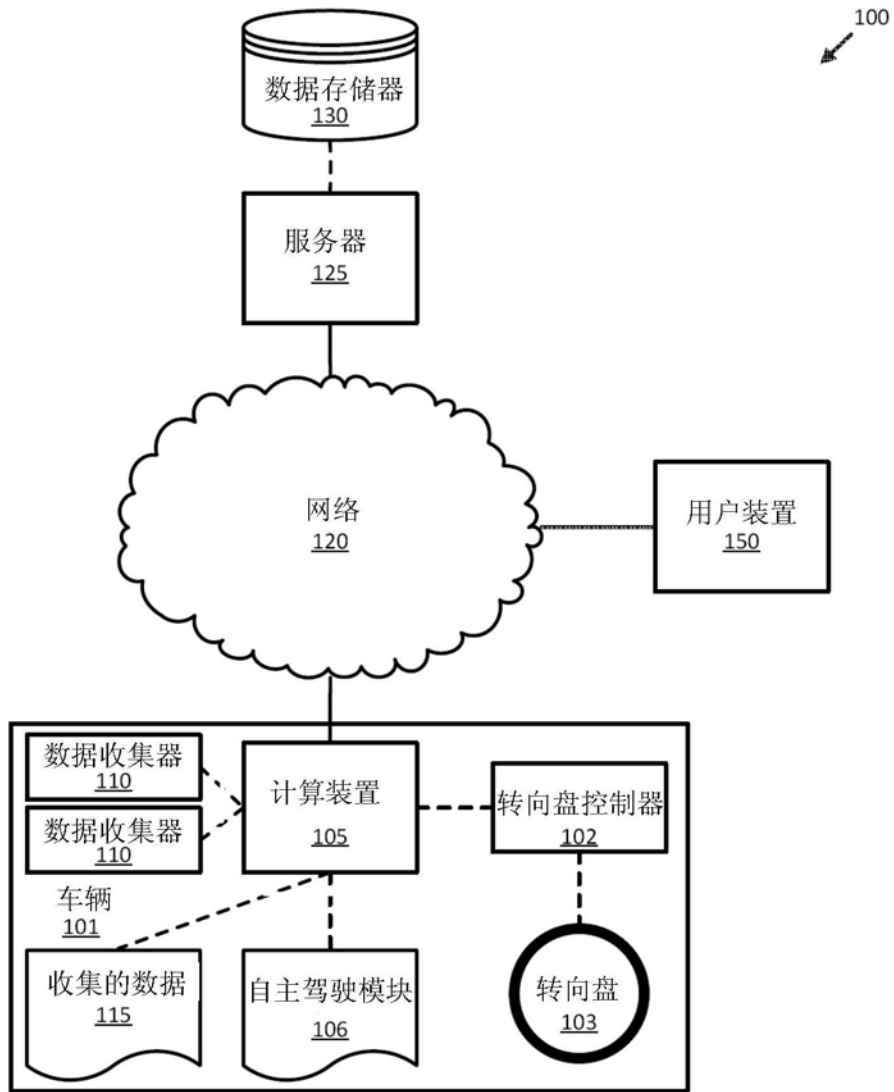 100
数据存储器
130
服务器
125
网络
120
用户装置
150
数据收集器
110
数据收集器
110
计算装置
105
转向盘控制器
102
车辆
101
收集的数据
115
自主驾驶模块
106
转向盘
103